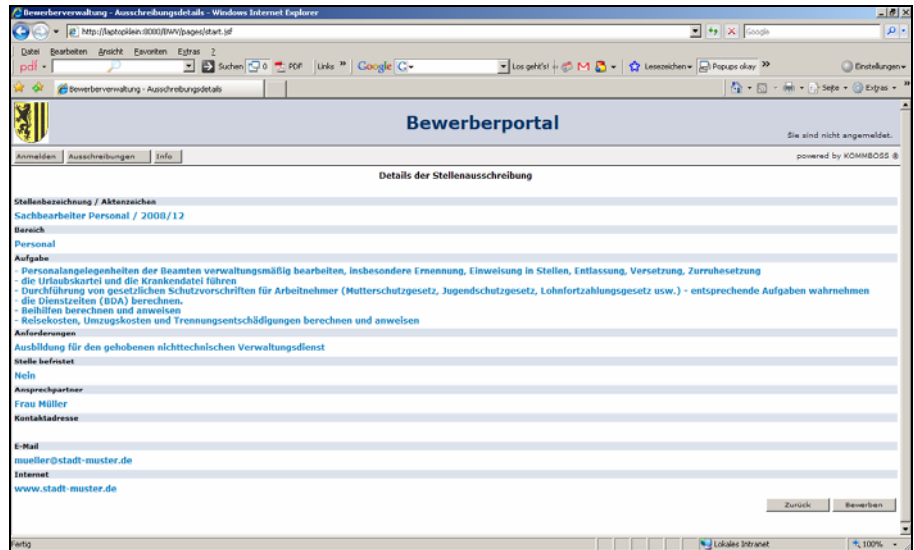 Bewerberverwaltung - Ausschreibungsdetails - Windows Internet Explorer
http://laptopklein:8080/BWV/pages/start.jsf
Google
Datei Bearbeiten Ansicht Favoriten Extras ?
pdf Suchen 0 PDF Links » Google Los geht's! Lesezeichen Popups okay » Einstellungen
Bewerberverwaltung - Ausschreibungsdetails Seite Extras »
Bewerberportal
Sie sind nicht angemeldet.
Anmelden Ausschreibungen Info powered by KOMMBOSS ®
Details der Stellenausschreibung
Stellenbezeichnung / Aktenzeichen
Sachbearbeiter Personal / 2008/12
Bereich
Personal
Aufgabe
- Personalangelegenheiten der Beamten verwaltungsmäßig bearbeiten, insbesondere Ernennung, Einweisung in Stellen, Entlassung, Versetzung, Zurruhesetzung
- die Urlaubskartei und die Krankendatei führen
- Durchführung von gesetzlichen Schutzvorschriften für Arbeitnehmer (Mutterschutzgesetz, Jugendschutzgesetz, Lohnfortzahlungsgesetz usw.) - entsprechende Aufgaben wahrnehmen
- die Dienstzeiten (BDA) berechnen.
- Beihilfen berechnen und anweisen
- Reisekosten, Umzugskosten und Trennungsentschädigungen berechnen und anweisen
Anforderungen
Ausbildung für den gehobenen nichttechnischen Verwaltungsdienst
Stelle befristet
Nein
Ansprechpartner
Frau Müller
Kontaktadresse
E-Mail
mueller@stadt-muster.de
Internet
www.stadt-muster.de
Zurück Bewerben
Fertig Lokales Intranet 100%